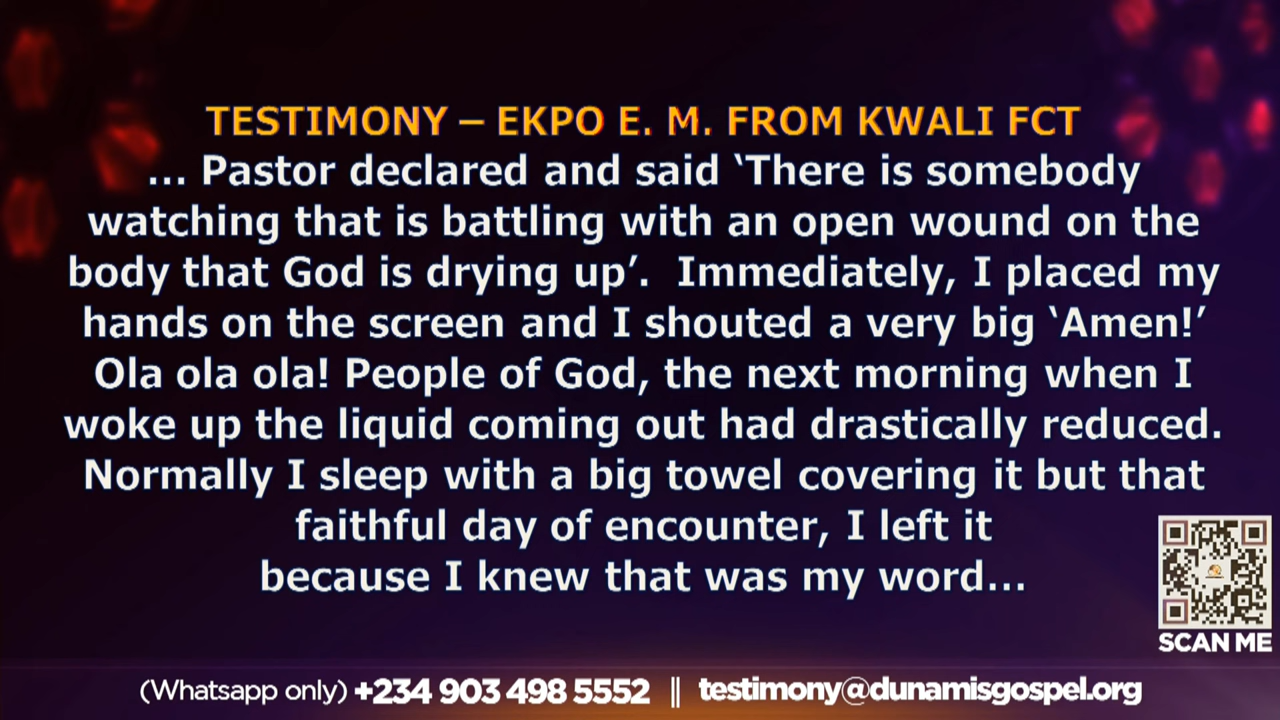 TESTIMONY – EKPO E. M. FROM KWALI FCT
... Pastor declared and said ‘There is somebody
watching that is battling with an open wound on the
body that God is drying up’.  Immediately, I placed my
hands on the screen and I shouted a very big ‘Amen!’
Ola ola ola! People of God, the next morning when I
woke up the liquid coming out had drastically reduced.
Normally I sleep with a big towel covering it but that
faithful day of encounter, I left it
because I knew that was my word...
SCAN ME
(Whatsapp only) +234 903 498 5552 || testimony@dunamisgospel.org